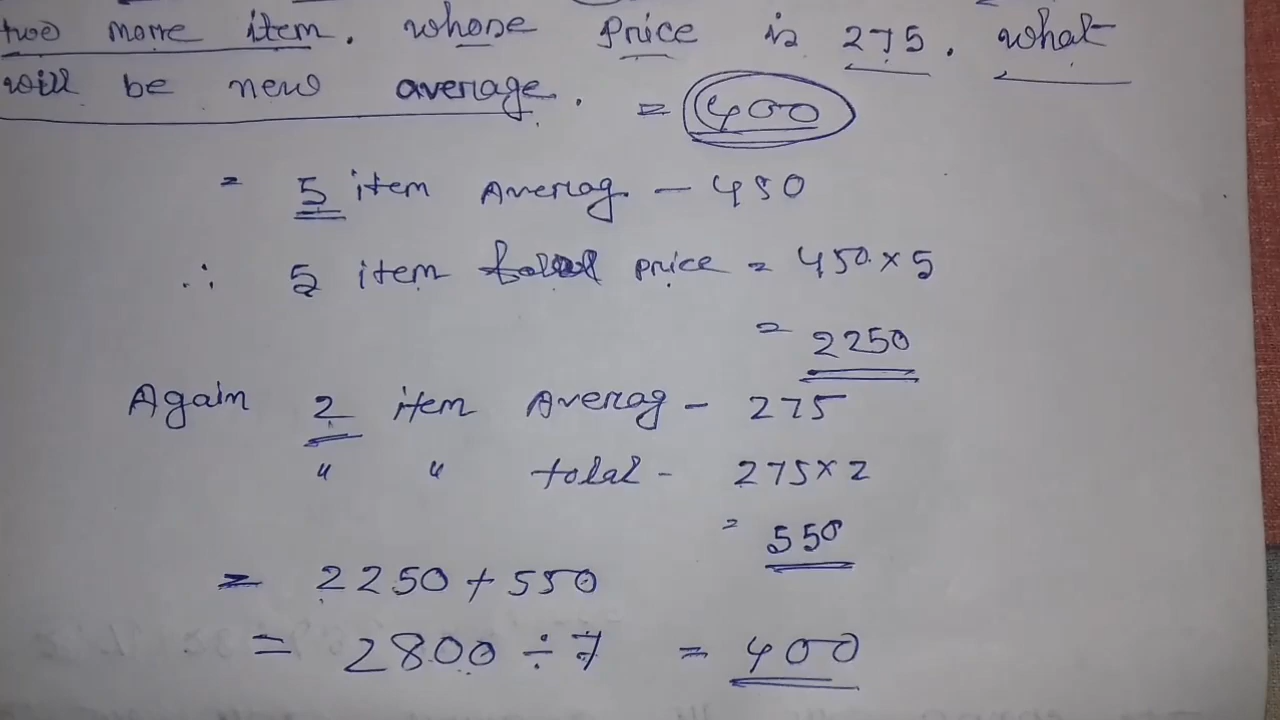 two more item. whose price is 275. what
will be new average. = 400
= 5 item Averag. - 450
∴ 5 item total price = 450 x 5
= 2250
Again 2 item Averag - 275
" " total - 275 x 2
= 550
= 2250 + 550
= 2800 ÷ 7 = 400